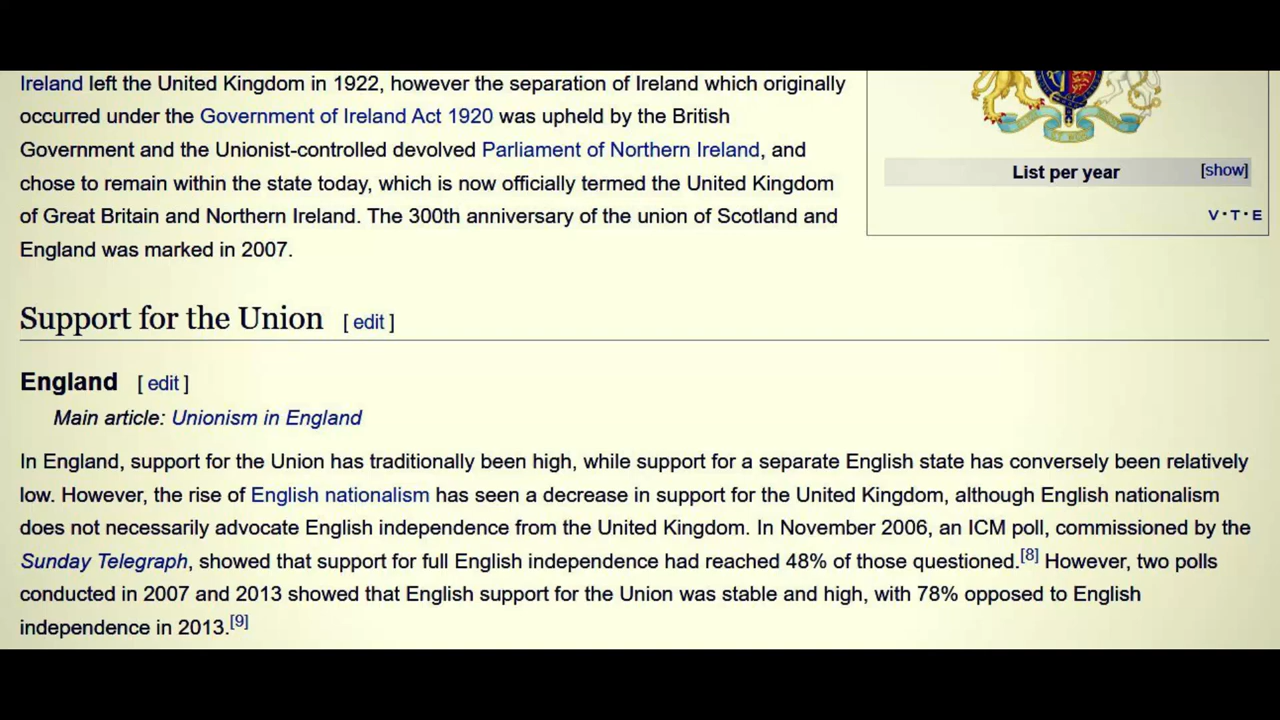 Ireland left the United Kingdom in 1922, however the separation of Ireland which originally
occurred under the Government of Ireland Act 1920 was upheld by the British
Government and the Unionist-controlled devolved Parliament of Northern Ireland, and
chose to remain within the state today, which is now officially termed the United Kingdom
of Great Britain and Northern Ireland. The 300th anniversary of the union of Scotland and
England was marked in 2007.
List per year [show]
V · T · E
Support for the Union [ edit ]
England [ edit ]
Main article: Unionism in England
In England, support for the Union has traditionally been high, while support for a separate English state has conversely been relatively
low. However, the rise of English nationalism has seen a decrease in support for the United Kingdom, although English nationalism
does not necessarily advocate English independence from the United Kingdom. In November 2006, an ICM poll, commissioned by the
Sunday Telegraph, showed that support for full English independence had reached 48% of those questioned.[8] However, two polls
conducted in 2007 and 2013 showed that English support for the Union was stable and high, with 78% opposed to English
independence in 2013.[9]